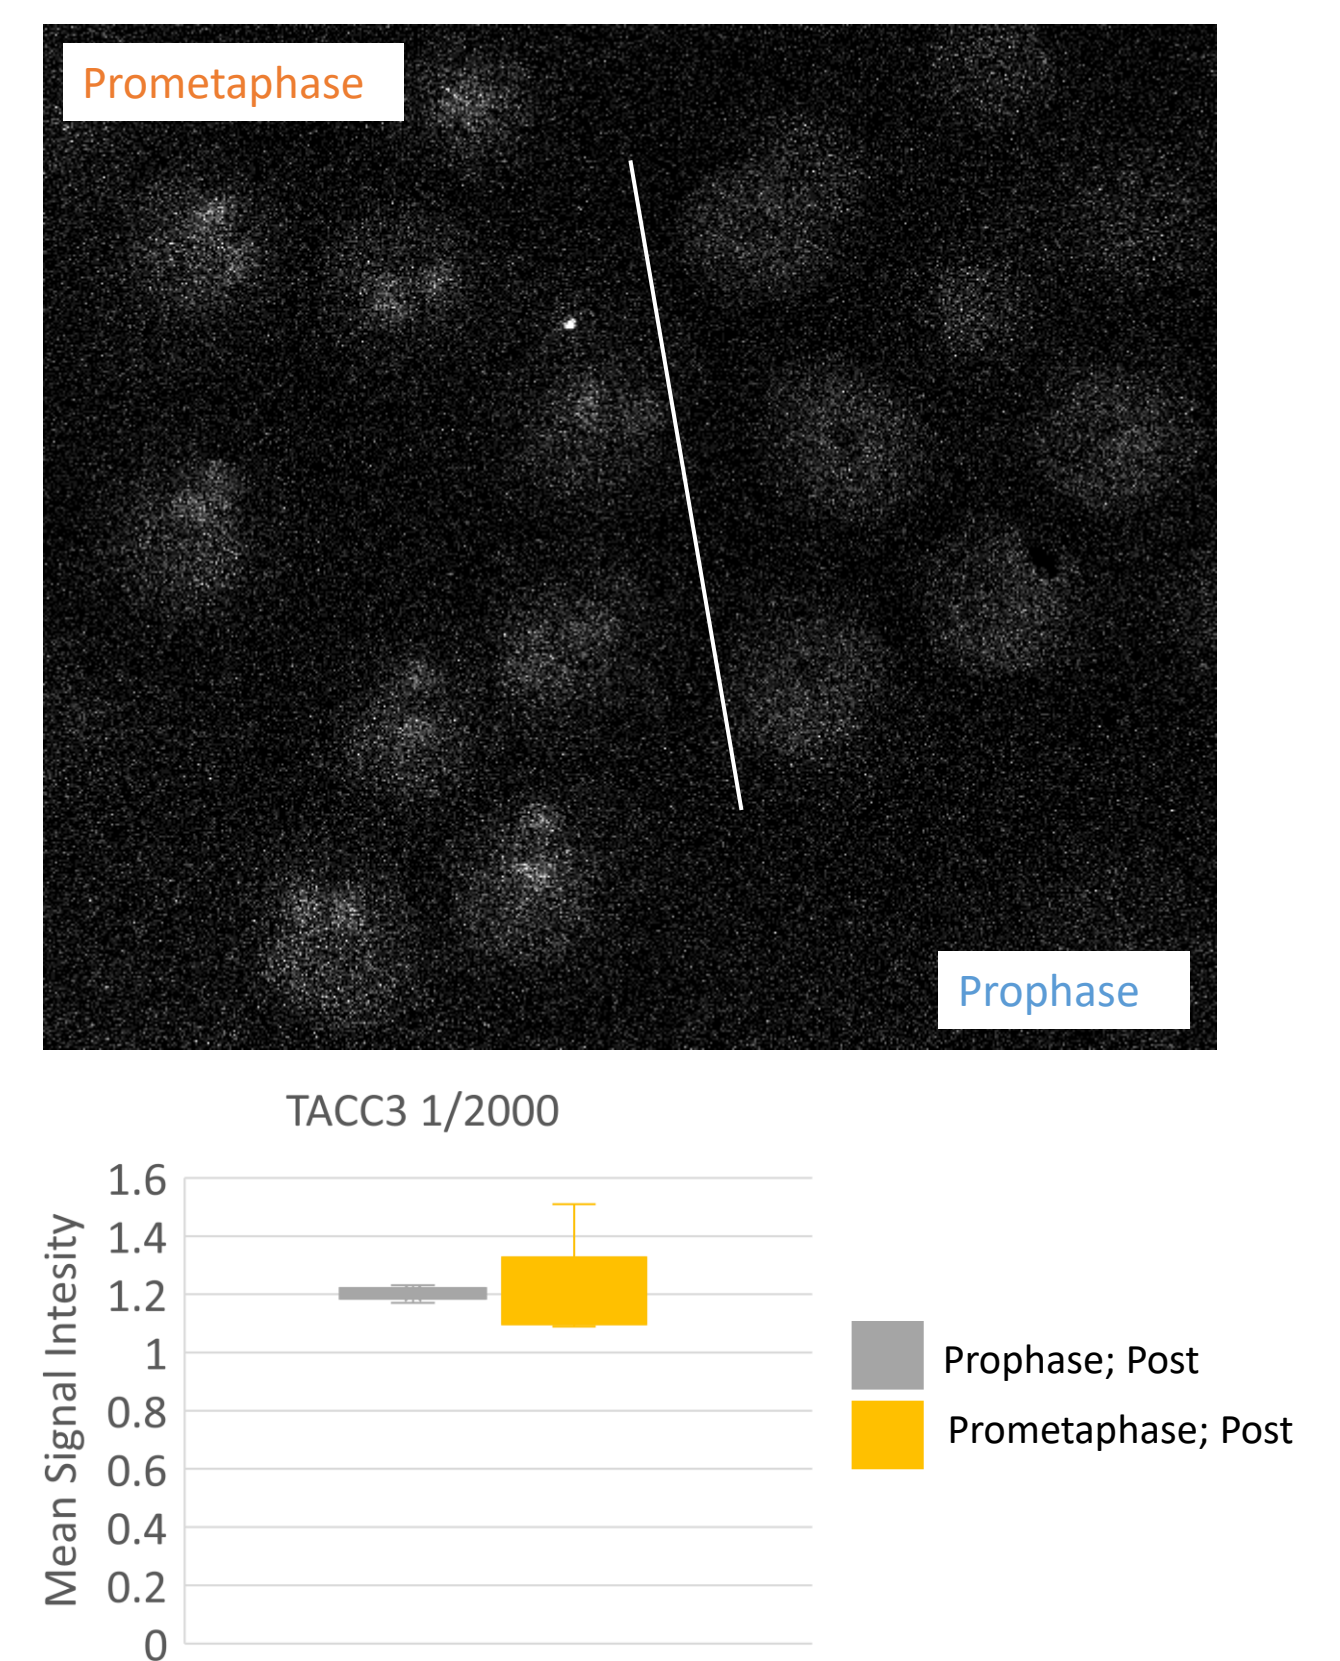 Prometaphase
Prophase
TACC3 1/2000
Mean Signal Intesity
1.6
1.4
1.2
1
0.8
0.6
0.4
0.2
0
Prophase; Post
Prometaphase; Post